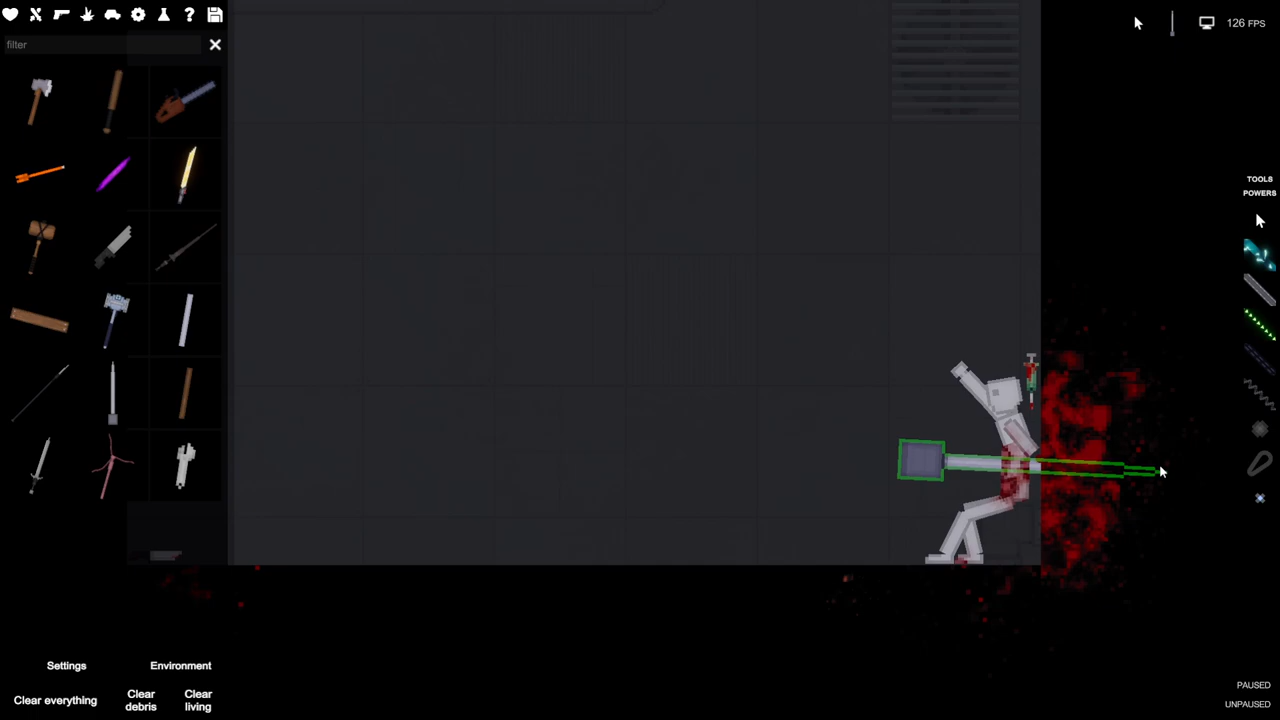 126 FPS
filter
TOOLS
POWERS
Settings
Environment
Clear everything
Clear
debris
Clear
living
PAUSED
UNPAUSED